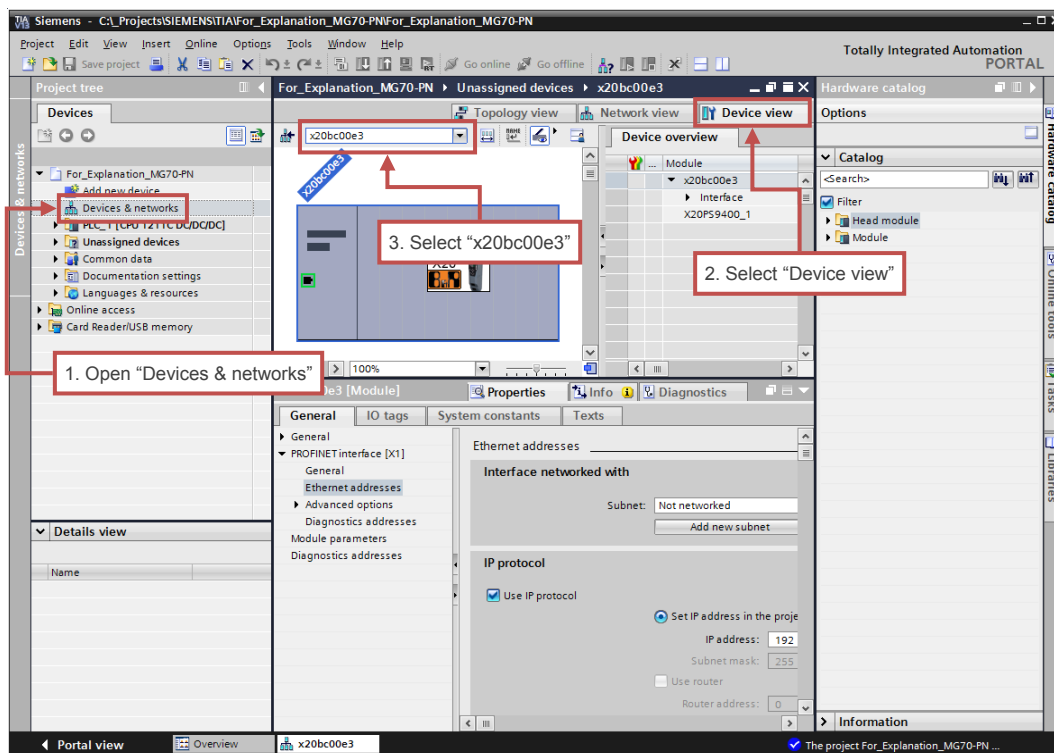 Siemens - C:\_Projects\SIEMENS\TIA\For_Explanation_MG70-PN\For_Explanation_MG70-PN
Project Edit View Insert Online Options Tools Window Help
Totally Integrated Automation
PORTAL
Save project
Go online
Go offline
Project tree
Devices
Devices & networks
For_Explanation_MG70-PN
Add new device
Devices & networks
PLC_1 [CPU 1211C DC/DC/DC]
Unassigned devices
Common data
Documentation settings
Languages & resources
Online access
Card Reader/USB memory
1. Open “Devices & networks”
Details view
Name
For_Explanation_MG70-PN
Unassigned devices
x20bc00e3
Topology view
Network view
Device view
x20bc00e3
x20bc00e3
3. Select “x20bc00e3”
X20
100%
Device overview
... Module
x20bc00e3
Interface
X20PS9400_1
2. Select “Device view”
[Module]
Properties
Info
Diagnostics
General
IO tags
System constants
Texts
General
PROFINET interface [X1]
General
Ethernet addresses
Advanced options
Diagnostics addresses
Module parameters
Diagnostics addresses
Ethernet addresses
Interface networked with
Subnet: Not networked
Add new subnet
IP protocol
Use IP protocol
Set IP address in the proje
IP address: 192
Subnet mask: 255
Use router
Router address: 0
Hardware catalog
Options
Catalog
<Search>
Filter
Head module
Module
Information
Hardware catalog
Online tools
Tasks
Libraries
Portal view
Overview
x20bc00e3
The project For_Explanation_MG70-PN ...